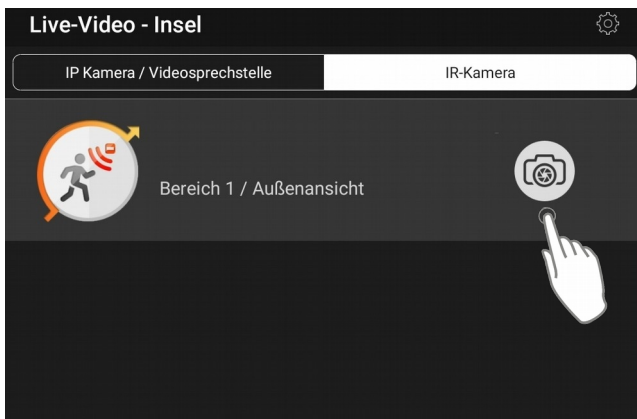 Live-Video - Insel
IP Kamera / Videosprechstelle
IR-Kamera
Bereich 1 / Außenansicht